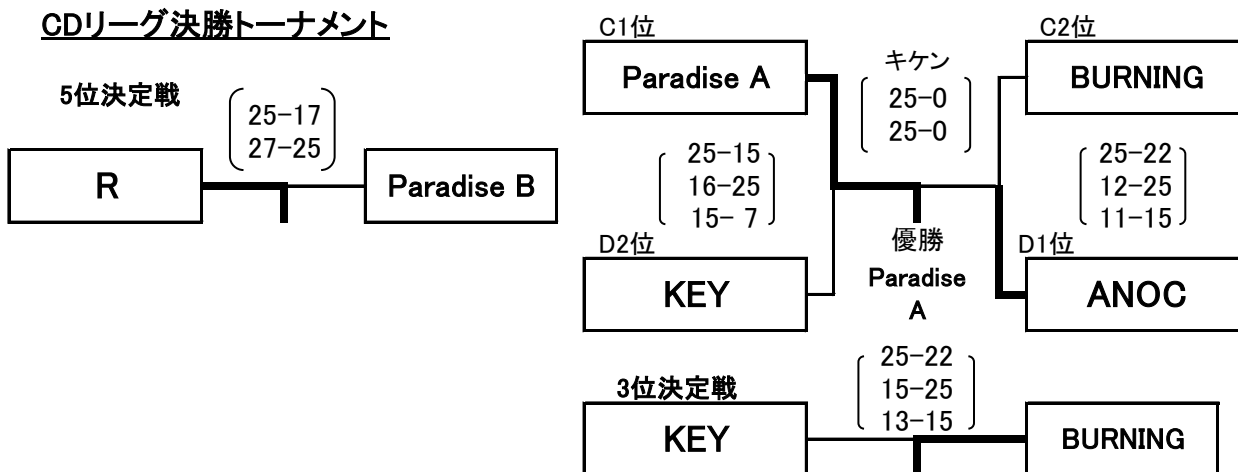 CDリーグ決勝トーナメント
5位決定戦
25-17
27-25
R
Paradise B
C1位
Paradise A
キケン
25-0
25-0
C2位
BURNING
25-15
16-25
15- 7
25-22
12-25
11-15
D2位
KEY
優勝
Paradise
A
D1位
ANOC
3位決定戦
25-22
15-25
13-15
KEY
BURNING